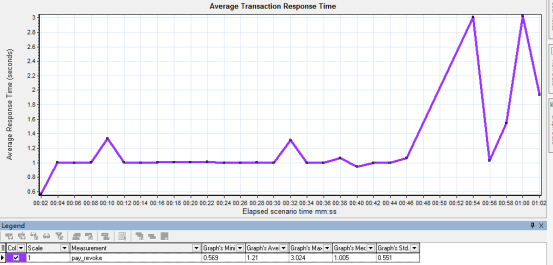 Average Transaction Response Time
3
2.8
2.6
2.4
2.2
2
1.8
1.6
1.4
1.2
1
0.8
0.6
Average Response Time (seconds)
00:02 00:04 00:06 00:08 00:10 00:12 00:14 00:16 00:18 00:20 00:22 00:24 00:26 00:28 00:30 00:32 00:34 00:36 00:38 00:40 00:42 00:44 00:46 00:48 00:50 00:52 00:54 00:56 00:58 01:00 01:02
Elapsed scenario time mm:ss
Legend
Col Scale Measurement Graph's Mini Graph's Ave Graph's Max Graph's Mec Graph's Std.
1 pay_revoke 0.569 1.21 3.024 1.005 0.551